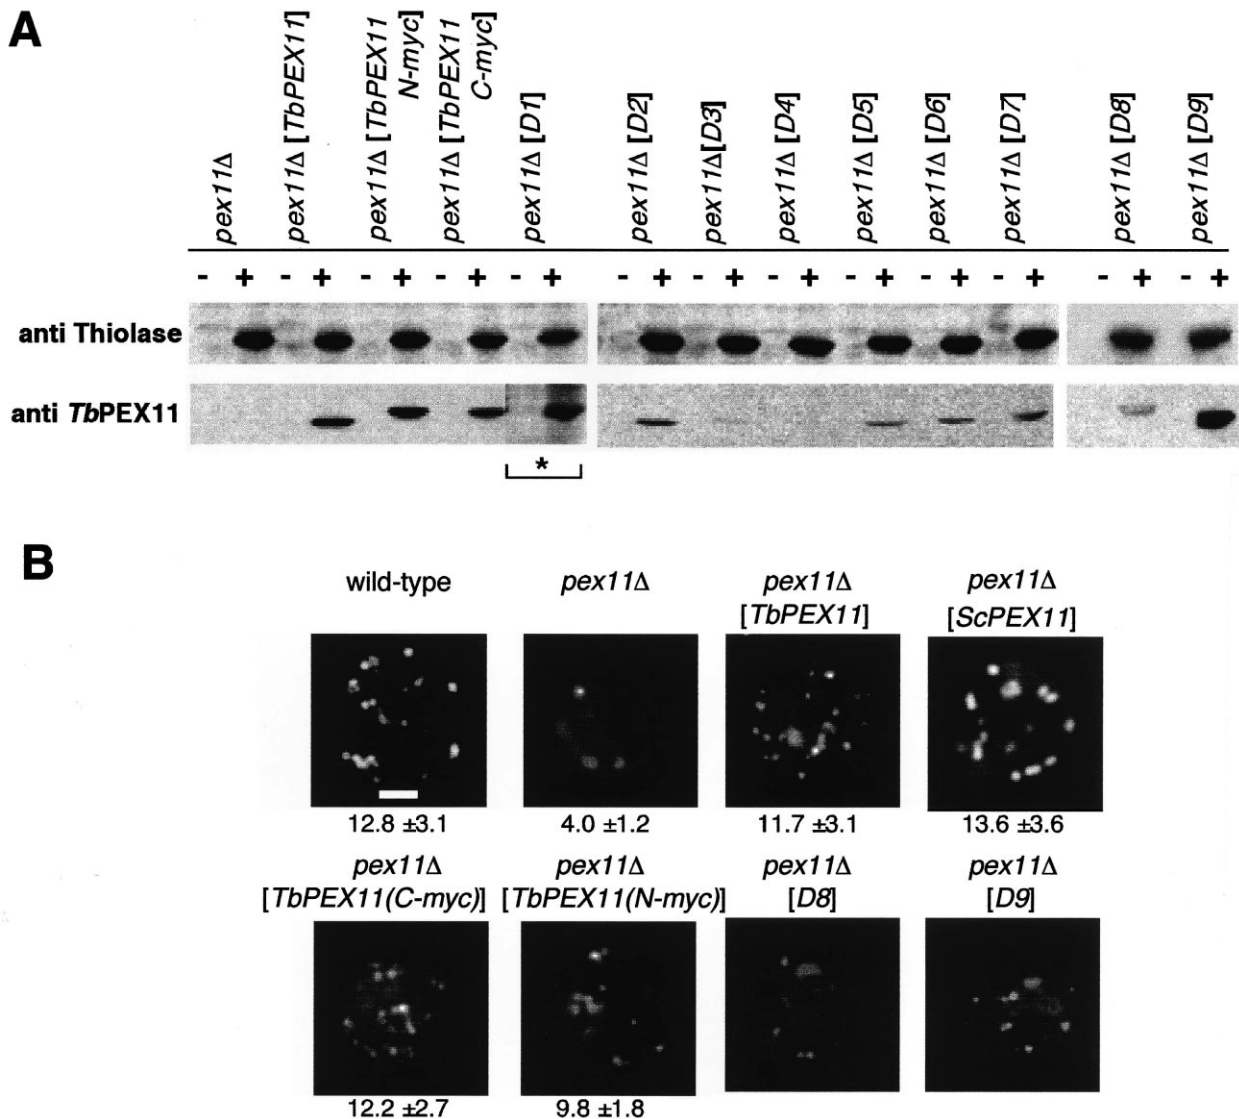 A
pex11Δ
pex11Δ [TbPEX11]
pex11Δ [TbPEX11
N-myc]
pex11Δ [TbPEX11
C-myc]
pex11Δ [D1]
pex11Δ [D2]
pex11Δ[D3]
pex11Δ [D4]
pex11Δ [D5]
pex11Δ [D6]
pex11Δ [D7]
pex11Δ [D8]
pex11Δ [D9]
- + - + - + - + - + - + - + - + - + - + - + - + - +
anti Thiolase
anti TbPEX11
*
B
wild-type
pex11Δ
pex11Δ
[TbPEX11]
pex11Δ
[ScPEX11]
12.8 ±3.1
4.0 ±1.2
11.7 ±3.1
13.6 ±3.6
pex11Δ
[TbPEX11(C-myc)]
pex11Δ
[TbPEX11(N-myc)]
pex11Δ
[D8]
pex11Δ
[D9]
12.2 ±2.7
9.8 ±1.8